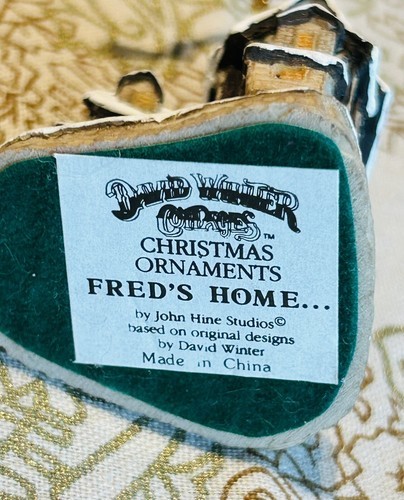 DAVID WINTER
COTTAGES™
CHRISTMAS
ORNAMENTS
FRED'S HOME...
by John Hine Studios©
based on original designs
by David Winter
Made in China